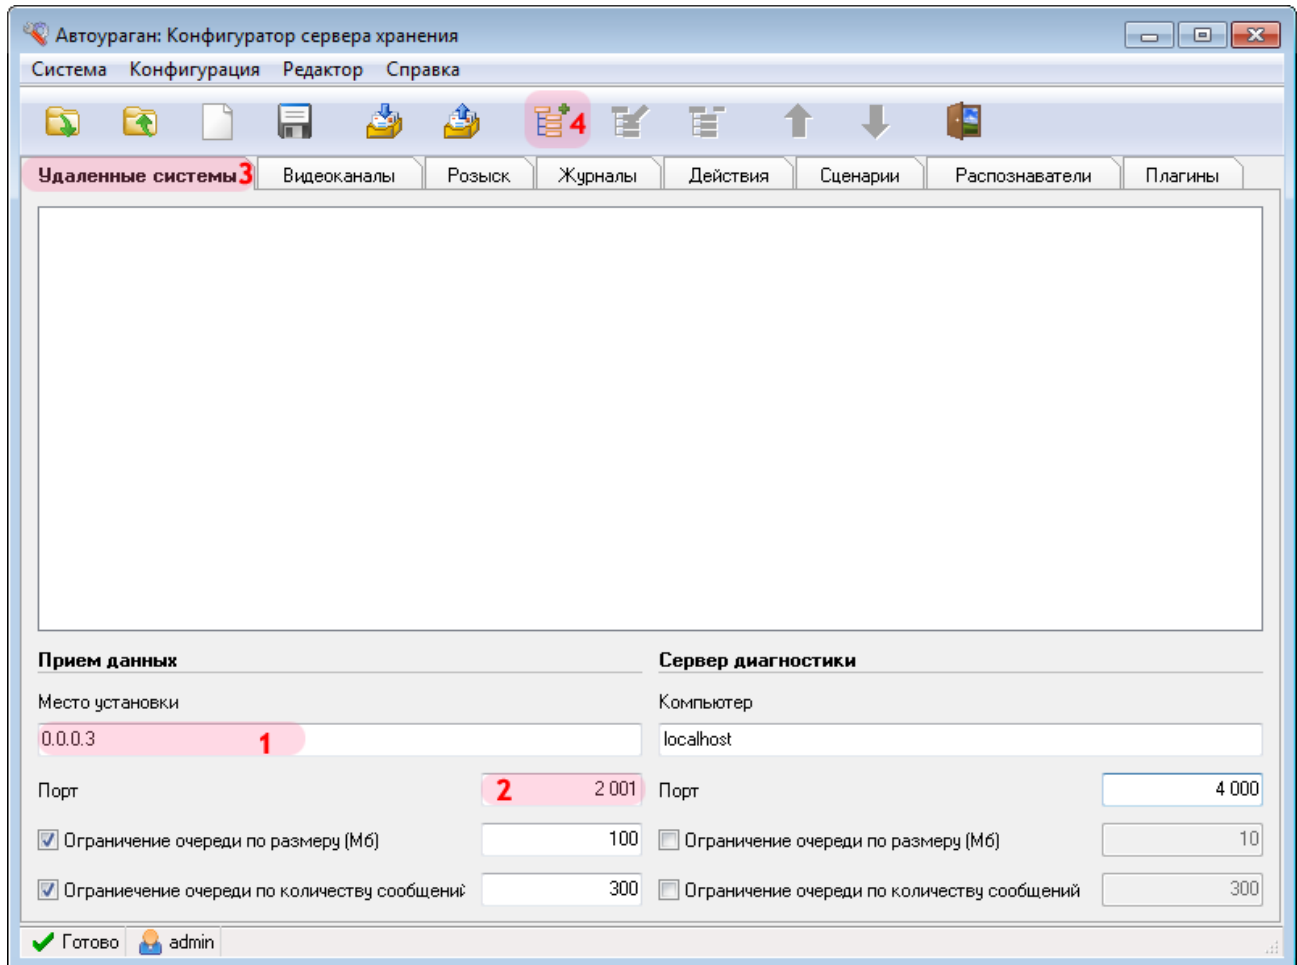 Автоураган: Конфигуратор сервера хранения
Система Конфигурация Редактор Справка
4
Удаленные системы 3 Видеоканалы Розыск Журналы Действия Сценарии Распознаватели Плагины
Прием данных Сервер диагностики
Место установки Компьютер
0.0.0.3 1 localhost
Порт 2 2 001 Порт 4 000
Ограничение очереди по размеру (Мб) 100 Ограничение очереди по размеру (Мб) 10
Ограниечение очереди по количеству сообщений 300 Ограничение очереди по количеству сообщений 300
Готово admin